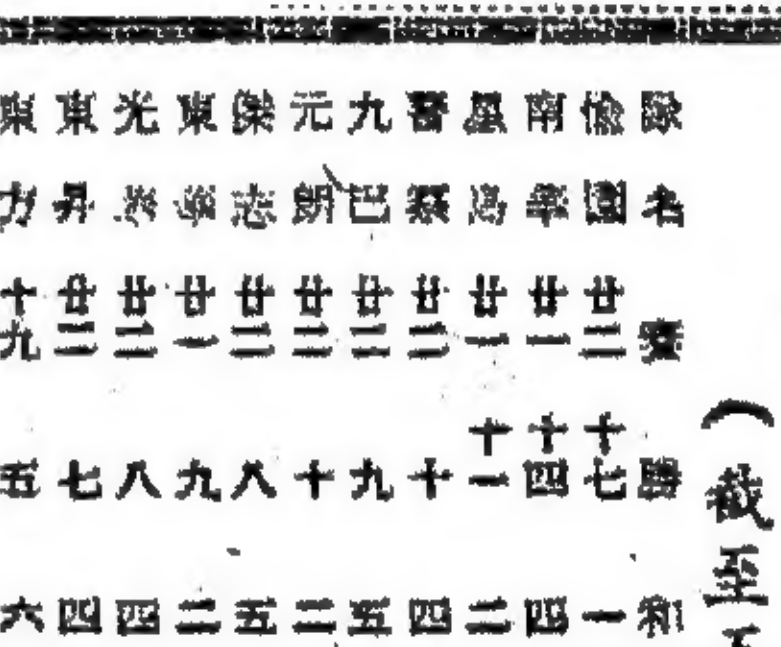 （截至
隊名 賽 勝 和
愉園 廿二 十七 一
南華 廿一 十四 四
星島 廿一 十一 二
警察 廿二 十 四
九巴 廿二 九 五
元朗 廿二 十 二
傑志 廿二 八 五
東華 廿一 九 二
光 廿二 八 四
東昇 廿二 七 四
東方 十九 五 六